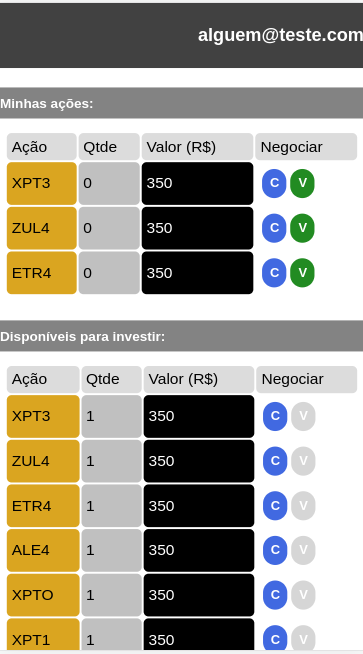 alguem@teste.com
Minhas ações:
Ação Qtde Valor (R$) Negociar
XPT3 0 350 C V
ZUL4 0 350 C V
ETR4 0 350 C V
Disponíveis para investir:
Ação Qtde Valor (R$) Negociar
XPT3 1 350 C V
ZUL4 1 350 C V
ETR4 1 350 C V
ALE4 1 350 C V
XPTO 1 350 C V
XPT1 1 350 C V